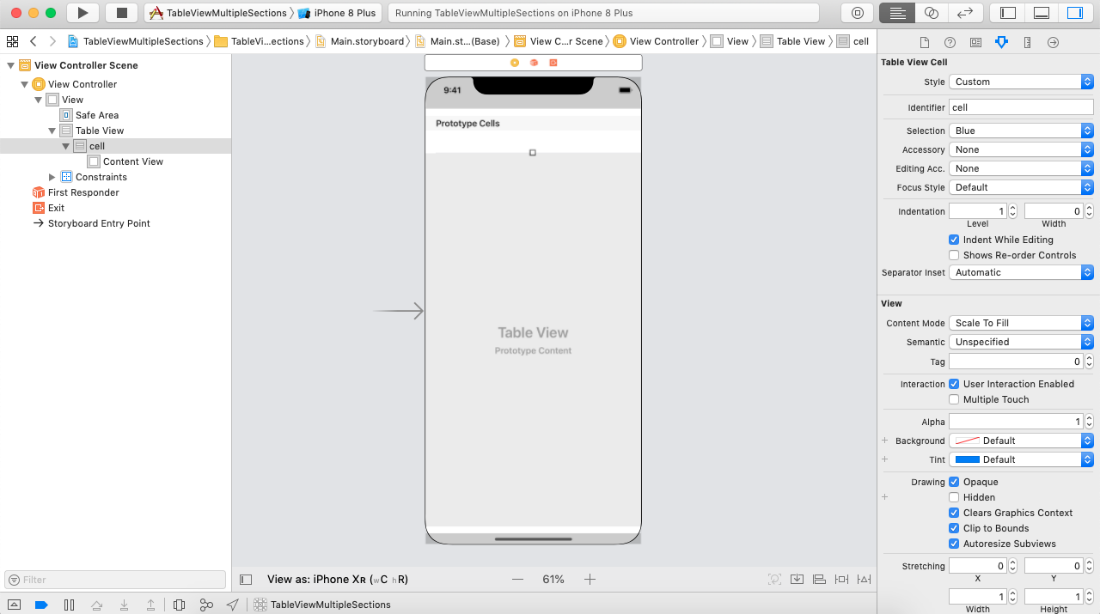 TableViewMultipleSections iPhone 8 Plus Running TableViewMultipleSections on iPhone 8 Plus
TableViewMultipleSections TableVi...ections Main.storyboard Main.st...(Base) View C...r Scene View Controller View Table View cell
View Controller Scene
View Controller
View
Safe Area
Table View
cell
Content View
Constraints
First Responder
Exit
Storyboard Entry Point
Filter
9:41
Prototype Cells
Table View
Prototype Content
View as: iPhone XR (wC hR)
61%
TableViewMultipleSections
Table View Cell
Style Custom
Identifier cell
Selection Blue
Accessory None
Editing Acc. None
Focus Style Default
Indentation 1 0
Level Width
Indent While Editing
Shows Re-order Controls
Separator Inset Automatic
View
Content Mode Scale To Fill
Semantic Unspecified
Tag 0
Interaction User Interaction Enabled
Multiple Touch
Alpha 1
+ Background Default
+ Tint Default
Drawing Opaque
+ Hidden
Clears Graphics Context
Clip to Bounds
Autoresize Subviews
Stretching 0 0
X Y
1 1
Width Height